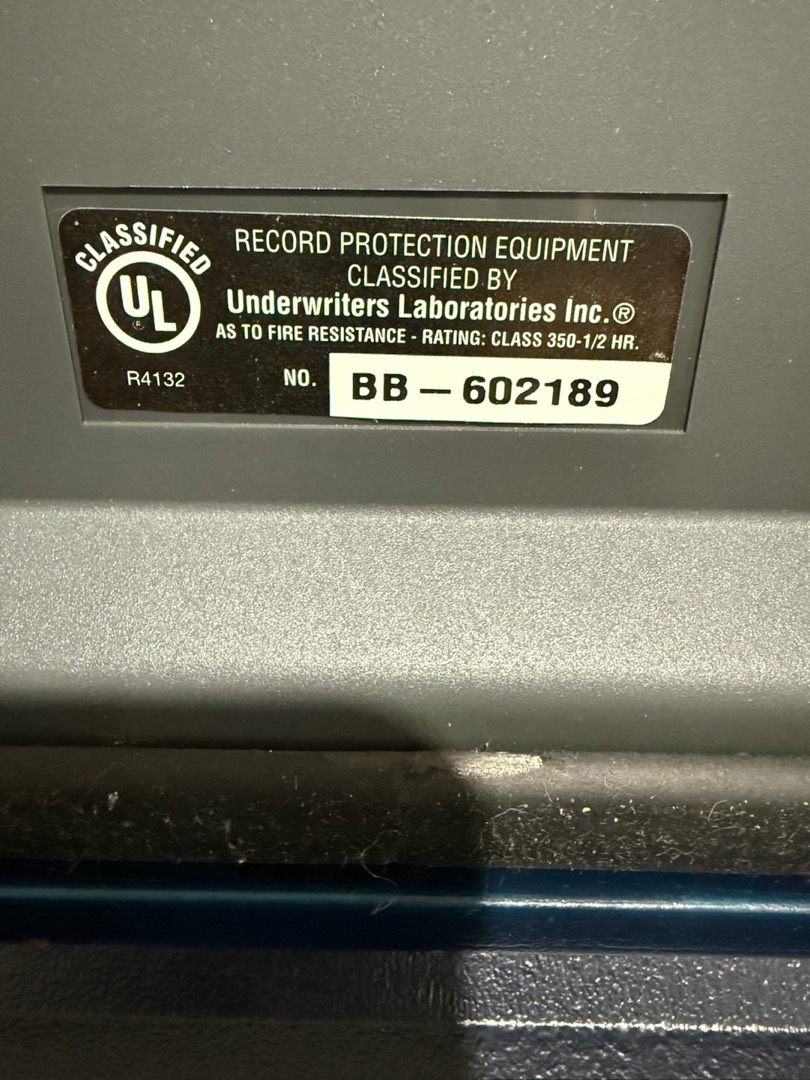 CLASSIFIED
UL
®
RECORD PROTECTION EQUIPMENT
CLASSIFIED BY
Underwriters Laboratories Inc.®
AS TO FIRE RESISTANCE - RATING: CLASS 350-1/2 HR.
R4132
NO. BB – 602189